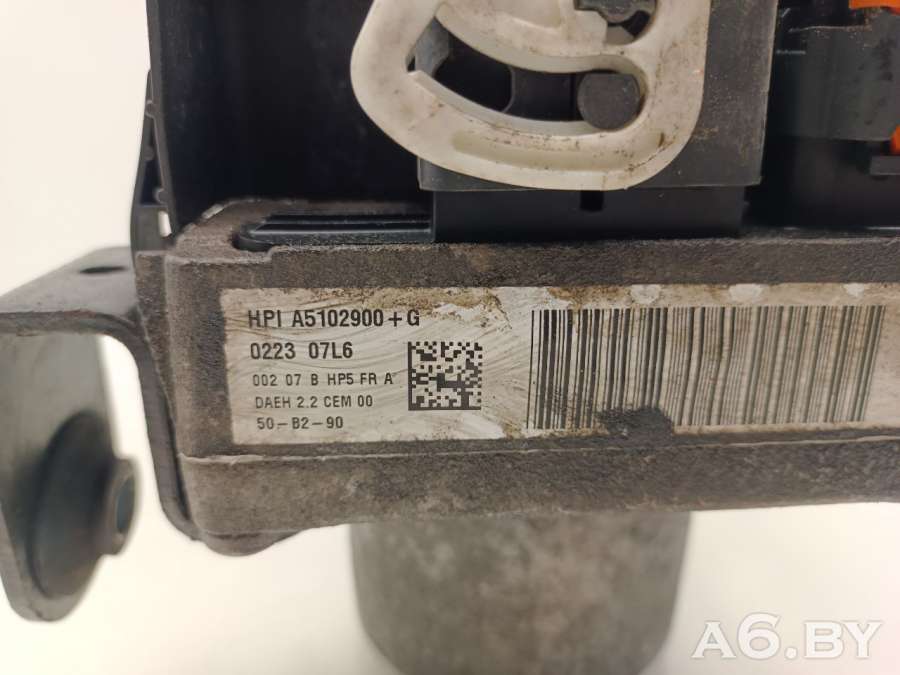 HPI A5102900+G
0223 07L6
002 07 B HP5 FR A
DAEH 2.2 CEM 00
50-B2-90
A6.BY